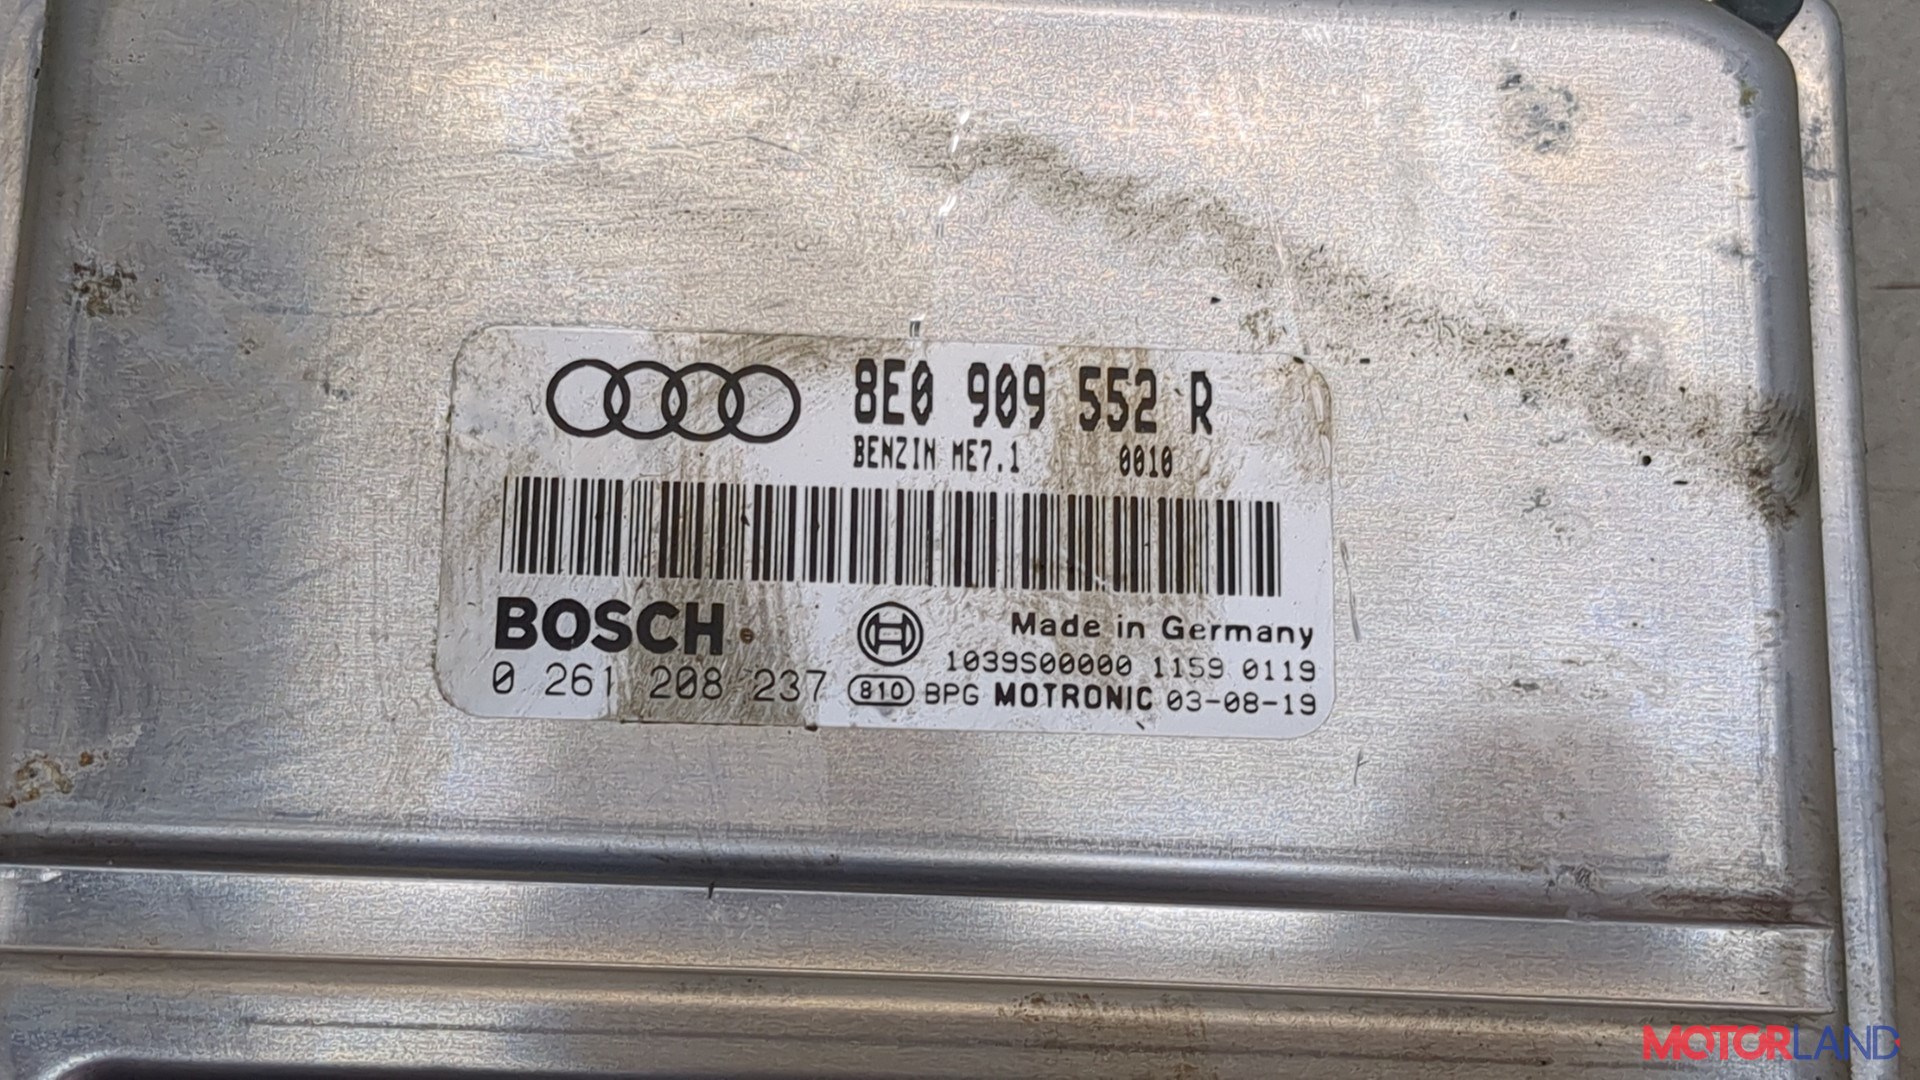 8E0 909 552 R
BENZIN ME7.1 0010
BOSCH
Made in Germany
1039S00000 1159 0119
0 261 208 237
810 BPG MOTRONIC 03-08-19
MOTORLAND